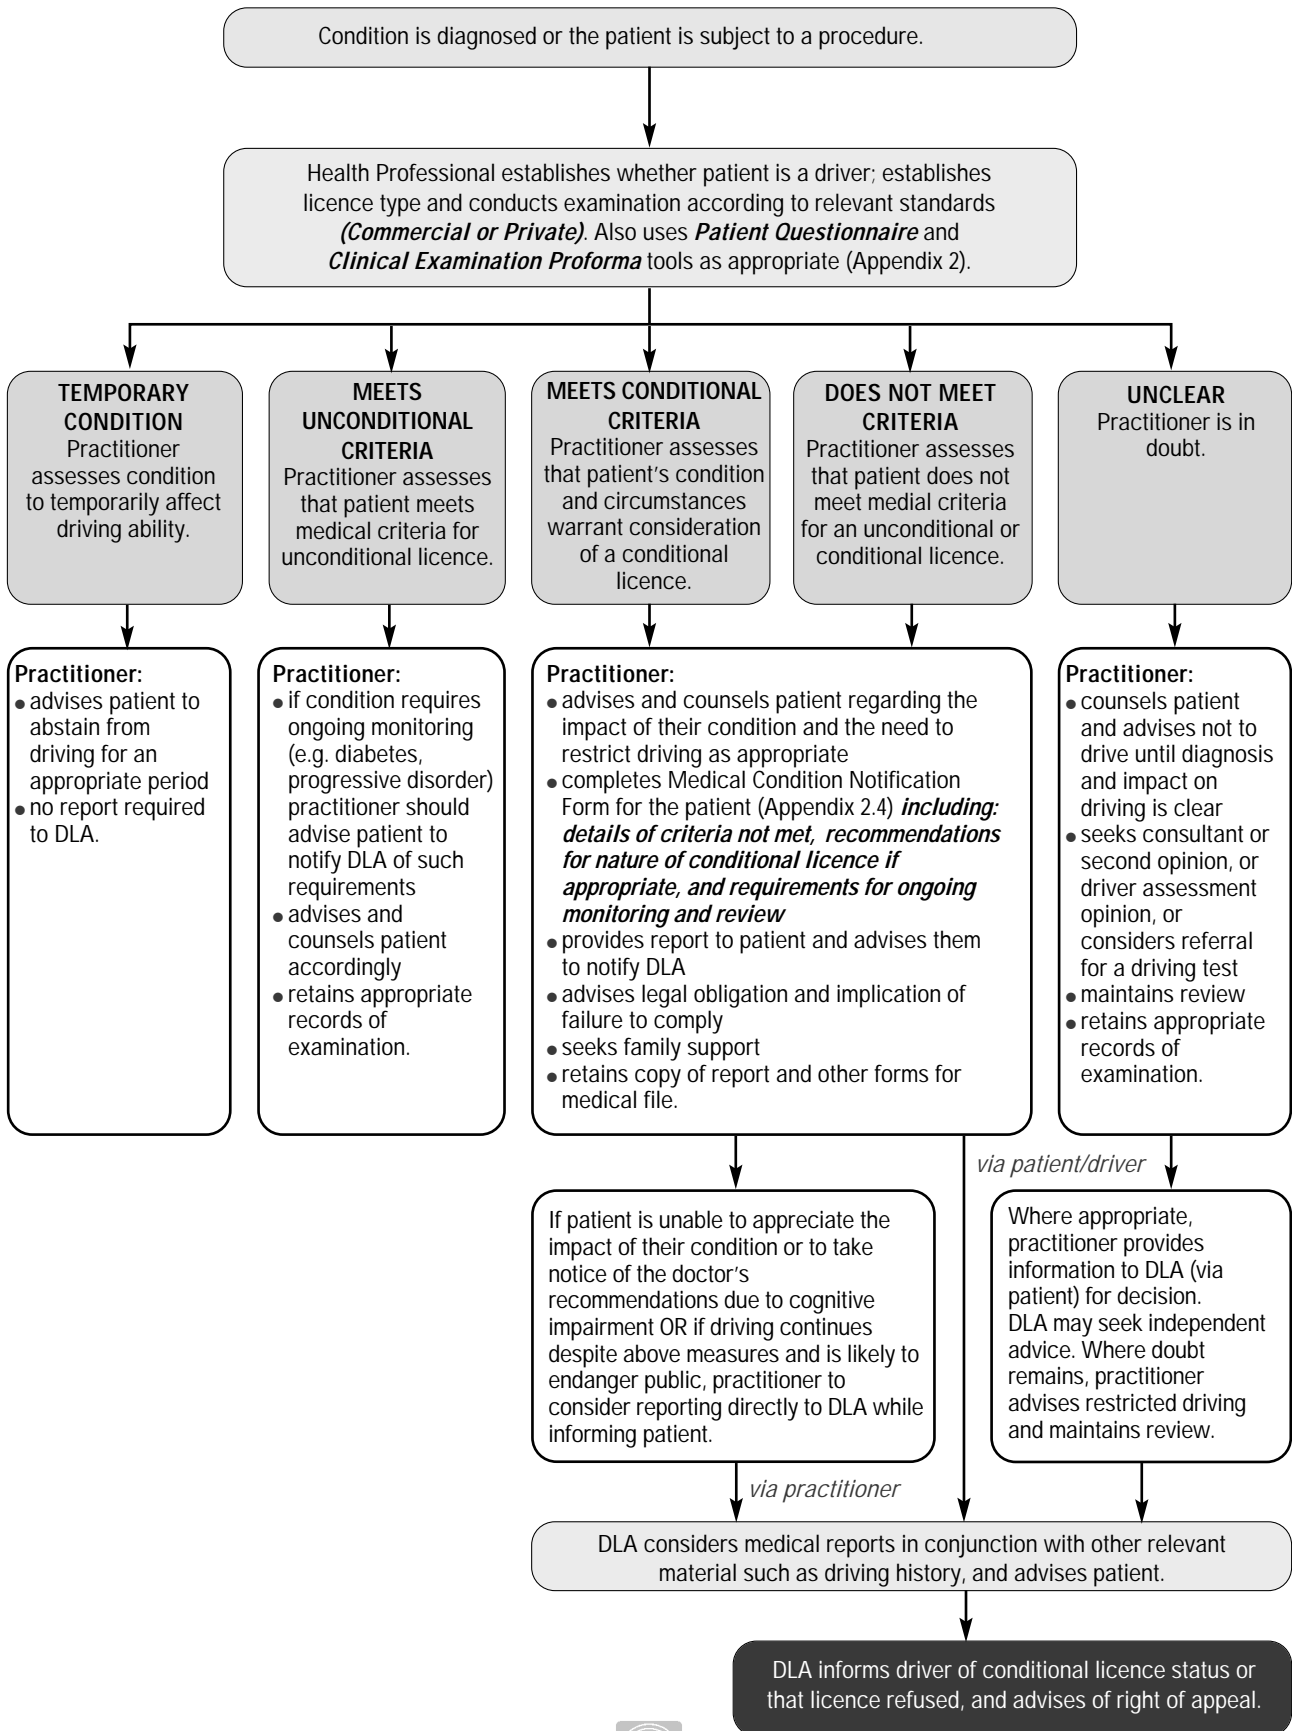 Condition is diagnosed or the patient is subject to a procedure.
Health Professional establishes whether patient is a driver; establishes
licence type and conducts examination according to relevant standards
(Commercial or Private). Also uses Patient Questionnaire and
Clinical Examination Proforma tools as appropriate (Appendix 2).
TEMPORARY
CONDITION
Practitioner
assesses condition
to temporarily affect
driving ability.
MEETS
UNCONDITIONAL
CRITERIA
Practitioner assesses
that patient meets
medical criteria for
unconditional licence.
MEETS CONDITIONAL
CRITERIA
Practitioner assesses
that patient's condition
and circumstances
warrant consideration
of a conditional
licence.
DOES NOT MEET
CRITERIA
Practitioner assesses
that patient does not
meet medial criteria
for an unconditional or
conditional licence.
UNCLEAR
Practitioner is in
doubt.
Practitioner:
● advises patient to
abstain from
driving for an
appropriate period
● no report required
to DLA.
Practitioner:
● if condition requires
ongoing monitoring
(e.g. diabetes,
progressive disorder)
practitioner should
advise patient to
notify DLA of such
requirements
● advises and
counsels patient
accordingly
● retains appropriate
records of
examination.
Practitioner:
● advises and counsels patient regarding the
impact of their condition and the need to
restrict driving as appropriate
● completes Medical Condition Notification
Form for the patient (Appendix 2.4) including:
details of criteria not met, recommendations
for nature of conditional licence if
appropriate, and requirements for ongoing
monitoring and review
● provides report to patient and advises them
to notify DLA
● advises legal obligation and implication of
failure to comply
● seeks family support
● retains copy of report and other forms for
medical file.
Practitioner:
● counsels patient
and advises not to
drive until diagnosis
and impact on
driving is clear
● seeks consultant or
second opinion, or
driver assessment
opinion, or
considers referral
for a driving test
● maintains review
● retains appropriate
records of
examination.
via patient/driver
If patient is unable to appreciate the
impact of their condition or to take
notice of the doctor's
recommendations due to cognitive
impairment OR if driving continues
despite above measures and is likely to
endanger public, practitioner to
consider reporting directly to DLA while
informing patient.
Where appropriate,
practitioner provides
information to DLA (via
patient) for decision.
DLA may seek independent
advice. Where doubt
remains, practitioner
advises restricted driving
and maintains review.
via practitioner
DLA considers medical reports in conjunction with other relevant
material such as driving history, and advises patient.
DLA informs driver of conditional licence status or
that licence refused, and advises of right of appeal.